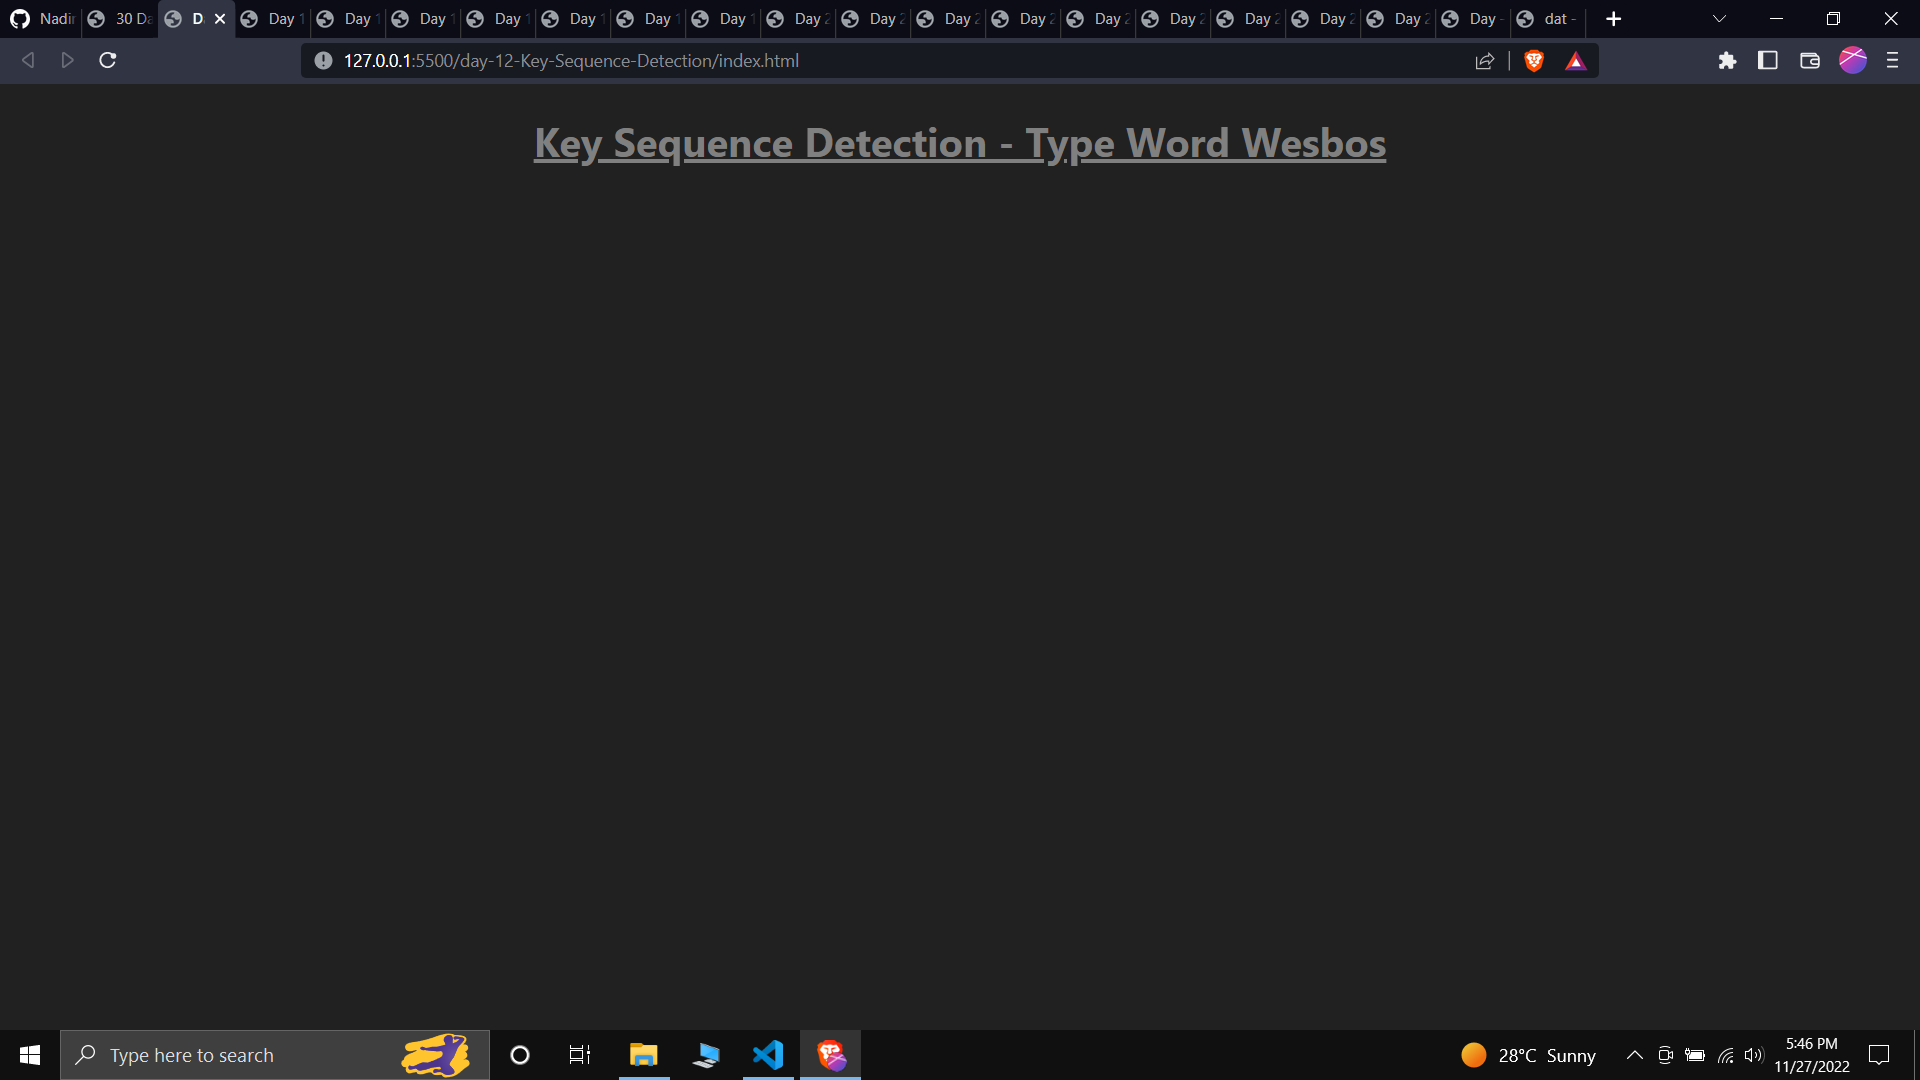 Nadir
30 Da
D
Day 1
Day 1
Day 1
Day 1
Day 1
Day 1
Day 1
Day 2
Day 2
Day 2
Day 2
Day 2
Day 2
Day 2
Day 2
Day 2
Day -
dat -
127.0.0.1:5500/day-12-Key-Sequence-Detection/index.html
Key Sequence Detection - Type Word Wesbos
Type here to search
28°C Sunny
5:46 PM
11/27/2022